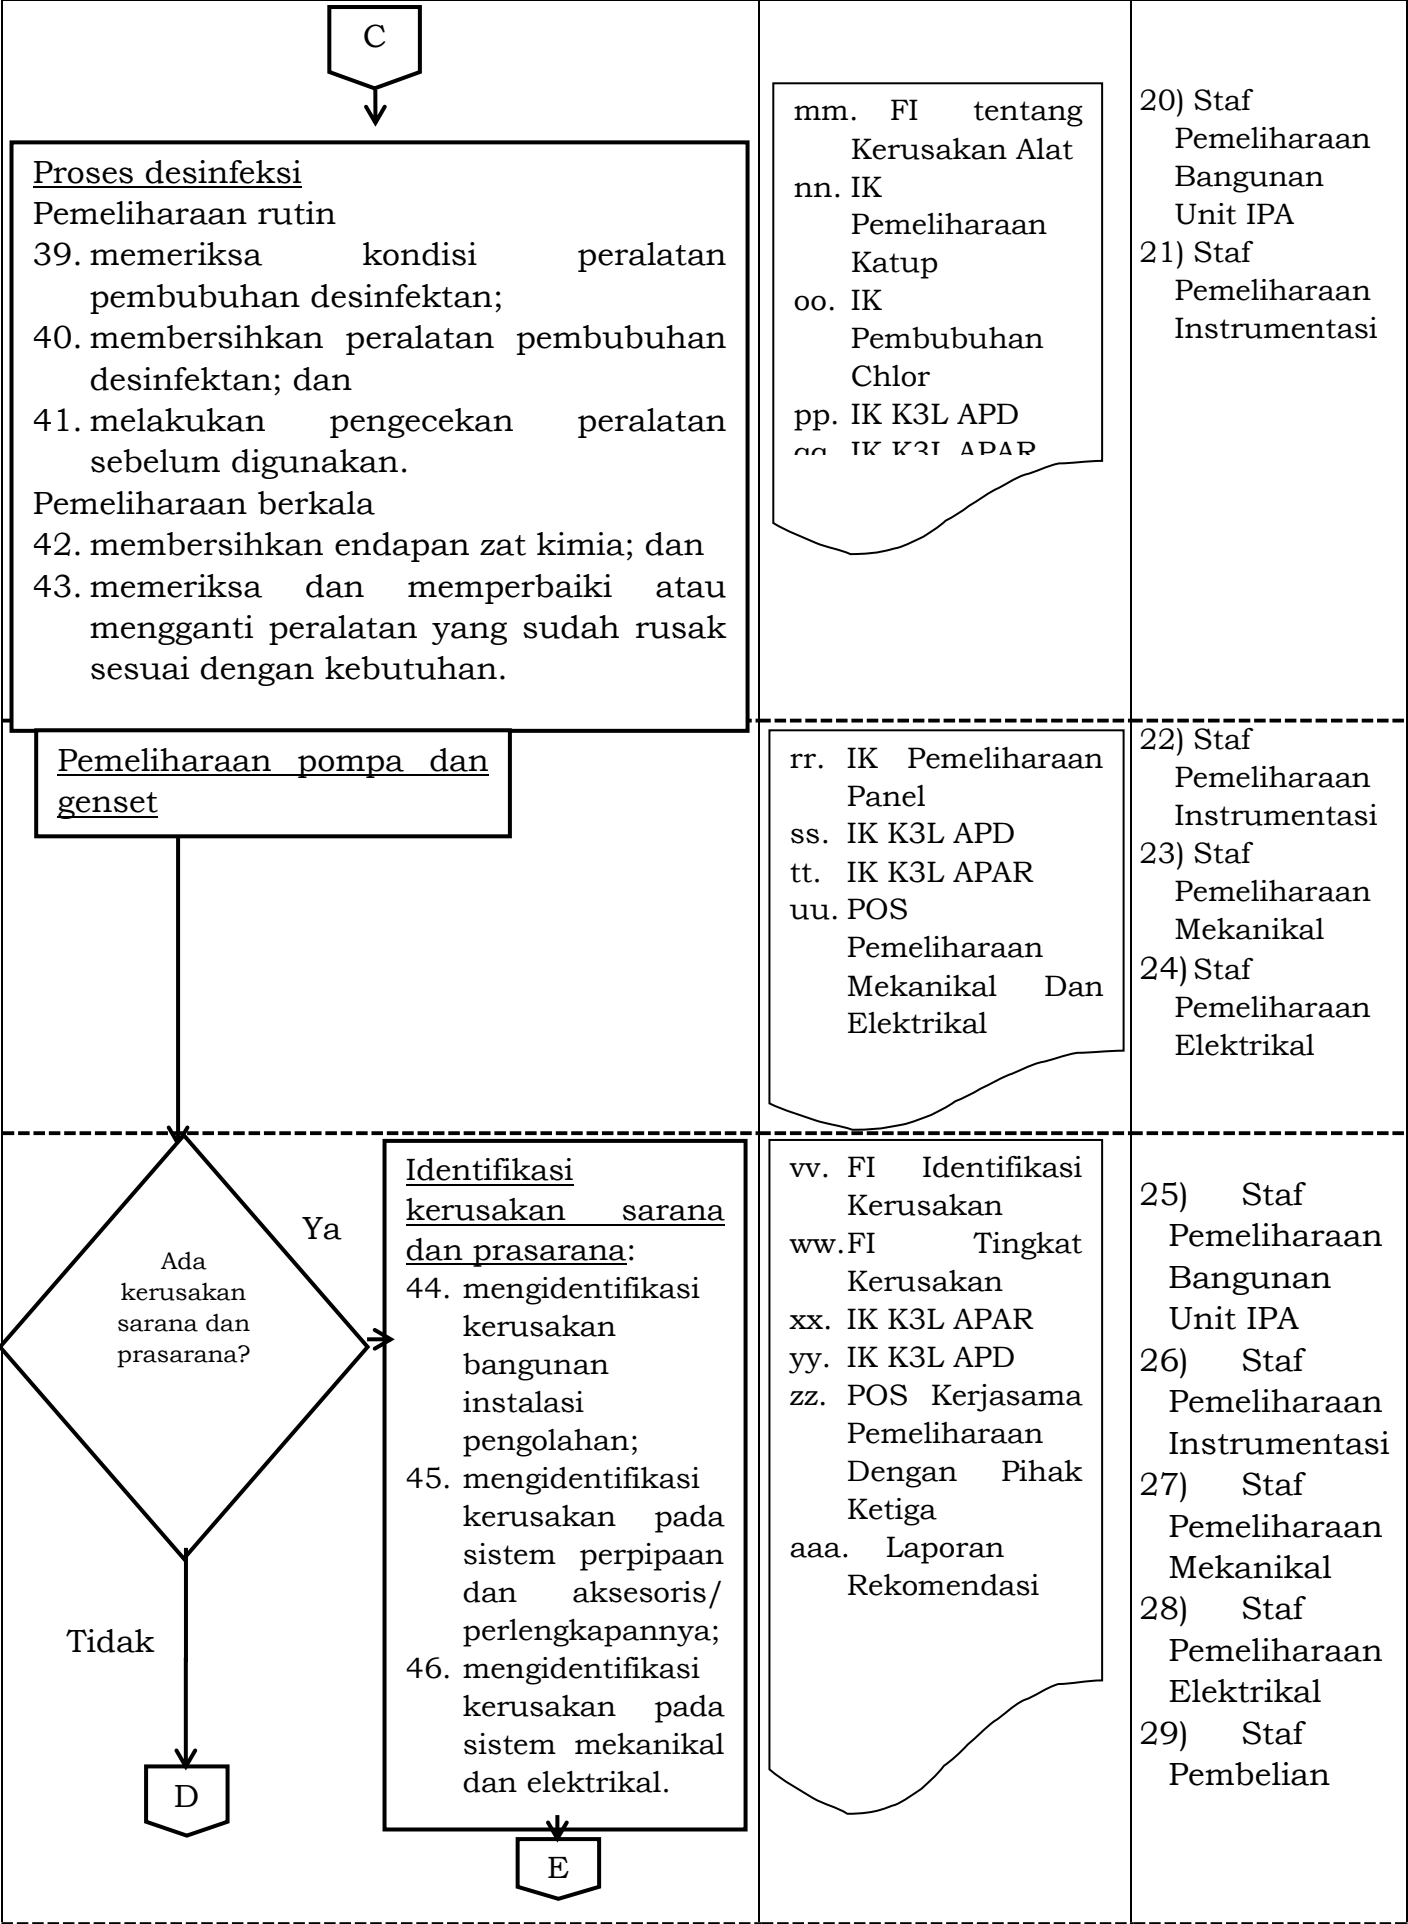 C
Proses desinfeksi
Pemeliharaan rutin
39. memeriksa kondisi peralatan
pembubuhan desinfektan;
40. membersihkan peralatan pembubuhan
desinfektan; dan
41. melakukan pengecekan peralatan
sebelum digunakan.
Pemeliharaan berkala
42. membersihkan endapan zat kimia; dan
43. memeriksa dan memperbaiki atau
mengganti peralatan yang sudah rusak
sesuai dengan kebutuhan.
mm. FI tentang
Kerusakan Alat
nn. IK
Pemeliharaan
Katup
oo. IK
Pembubuhan
Chlor
pp. IK K3L APD
qq. IK K3L APAR
20) Staf
Pemeliharaan
Bangunan
Unit IPA
21) Staf
Pemeliharaan
Instrumentasi
Pemeliharaan pompa dan
genset
rr. IK Pemeliharaan
Panel
ss. IK K3L APD
tt. IK K3L APAR
uu. POS
Pemeliharaan
Mekanikal Dan
Elektrikal
22) Staf
Pemeliharaan
Instrumentasi
23) Staf
Pemeliharaan
Mekanikal
24) Staf
Pemeliharaan
Elektrikal
Ada
kerusakan
sarana dan
prasarana?
Ya
Tidak
D
Identifikasi
kerusakan sarana
dan prasarana:
44. mengidentifikasi
kerusakan
bangunan
instalasi
pengolahan;
45. mengidentifikasi
kerusakan pada
sistem perpipaan
dan aksesoris/
perlengkapannya;
46. mengidentifikasi
kerusakan pada
sistem mekanikal
dan elektrikal.
E
vv. FI Identifikasi
Kerusakan
ww. FI Tingkat
Kerusakan
xx. IK K3L APAR
yy. IK K3L APD
zz. POS Kerjasama
Pemeliharaan
Dengan Pihak
Ketiga
aaa. Laporan
Rekomendasi
25) Staf
Pemeliharaan
Bangunan
Unit IPA
26) Staf
Pemeliharaan
Instrumentasi
27) Staf
Pemeliharaan
Mekanikal
28) Staf
Pemeliharaan
Elektrikal
29) Staf
Pembelian